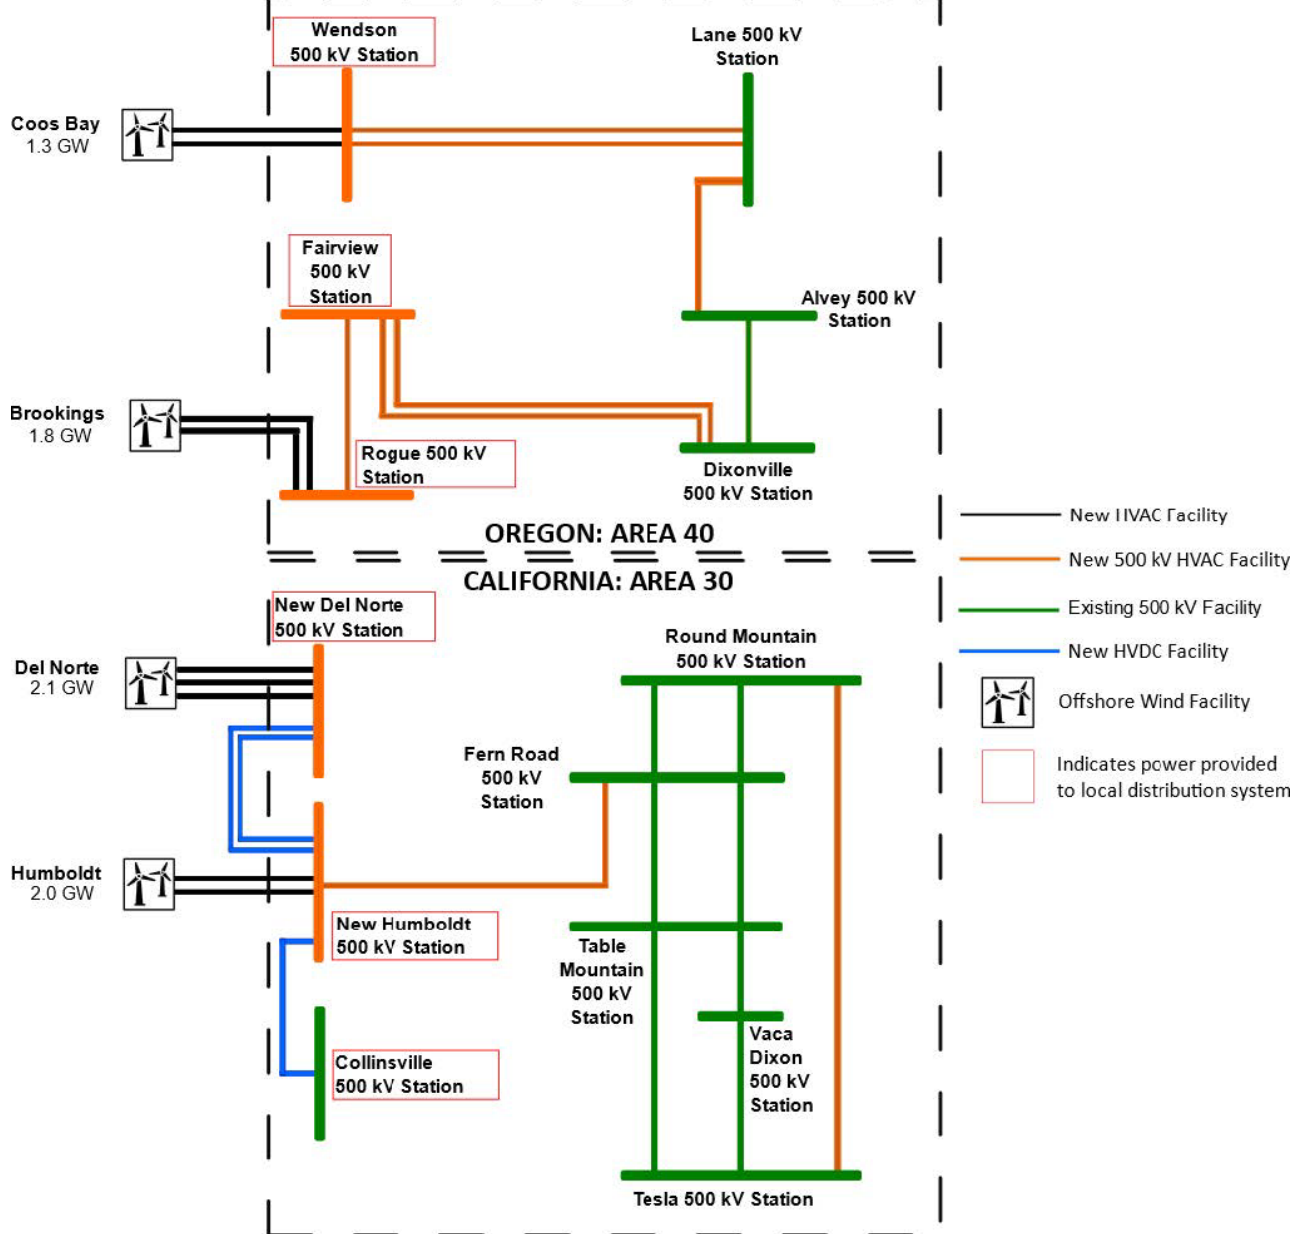 Wendson
500 kV Station
Lane 500 kV
Station
Coos Bay
1.3 GW
Fairview
500 kV
Station
Alvey 500 kV
Station
Brookings
1.8 GW
Rogue 500 kV
Station
Dixonville
500 kV Station
OREGON: AREA 40
CALIFORNIA: AREA 30
New HVAC Facility
New 500 kV HVAC Facility
Existing 500 kV Facility
New HVDC Facility
Offshore Wind Facility
Indicates power provided
to local distribution system
New Del Norte
500 kV Station
Del Norte
2.1 GW
Round Mountain
500 kV Station
Fern Road
500 kV
Station
Humboldt
2.0 GW
New Humboldt
500 kV Station
Table
Mountain
500 kV
Station
Collinsville
500 kV Station
Vaca
Dixon
500 kV
Station
Tesla 500 kV Station